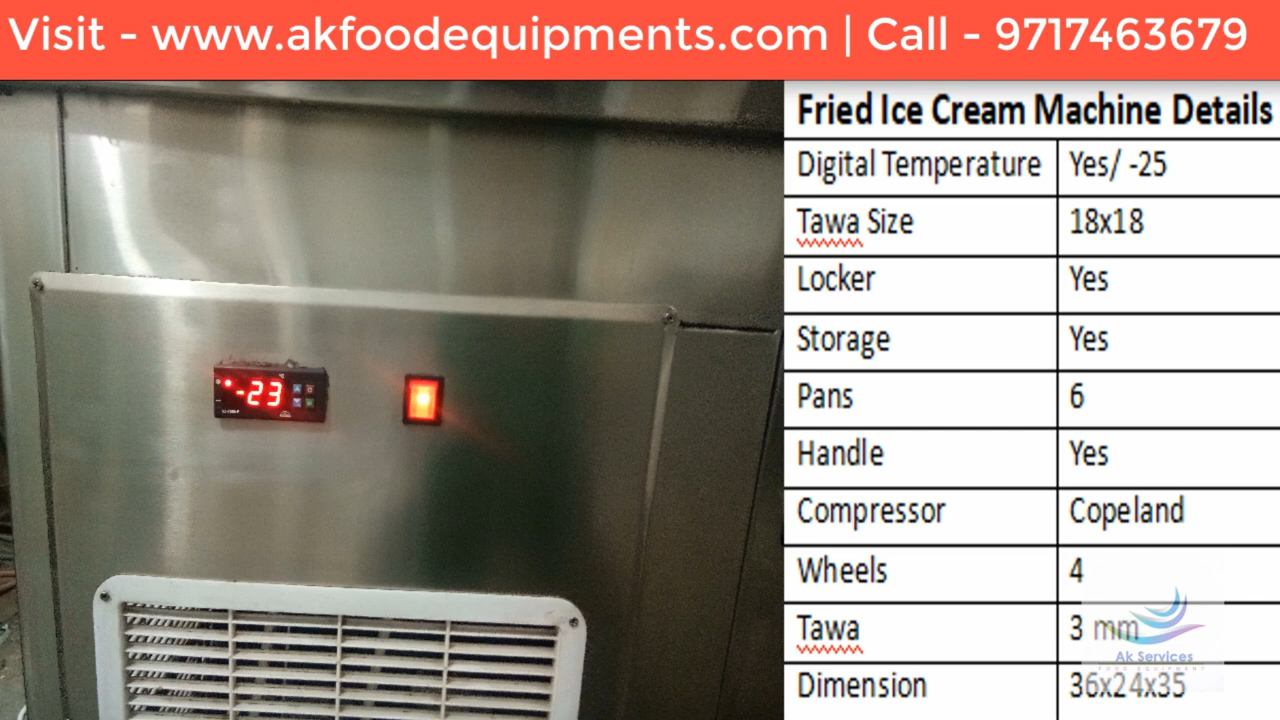 Visit - www.akfoodequipments.com | Call - 9717463679
Fried Ice Cream Machine Details
Digital Temperature Yes/ -25
Tawa Size 18x18
Locker Yes
Storage Yes
Pans 6
Handle Yes
Compressor Copeland
Wheels 4
Tawa 3 mm
Dimension 36x24x35
-23
Ak Services